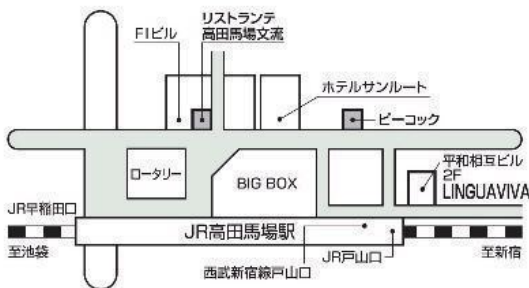 リストランテ
高田馬場文流
F1ビル
ホテルサンルート
ピーコック
平和相互ビル
2F
LINGUAVIVA
ロータリー
BIG BOX
JR早稲田口
JR高田馬場駅
JR戸山口
西武新宿線戸山口
至池袋
至新宿